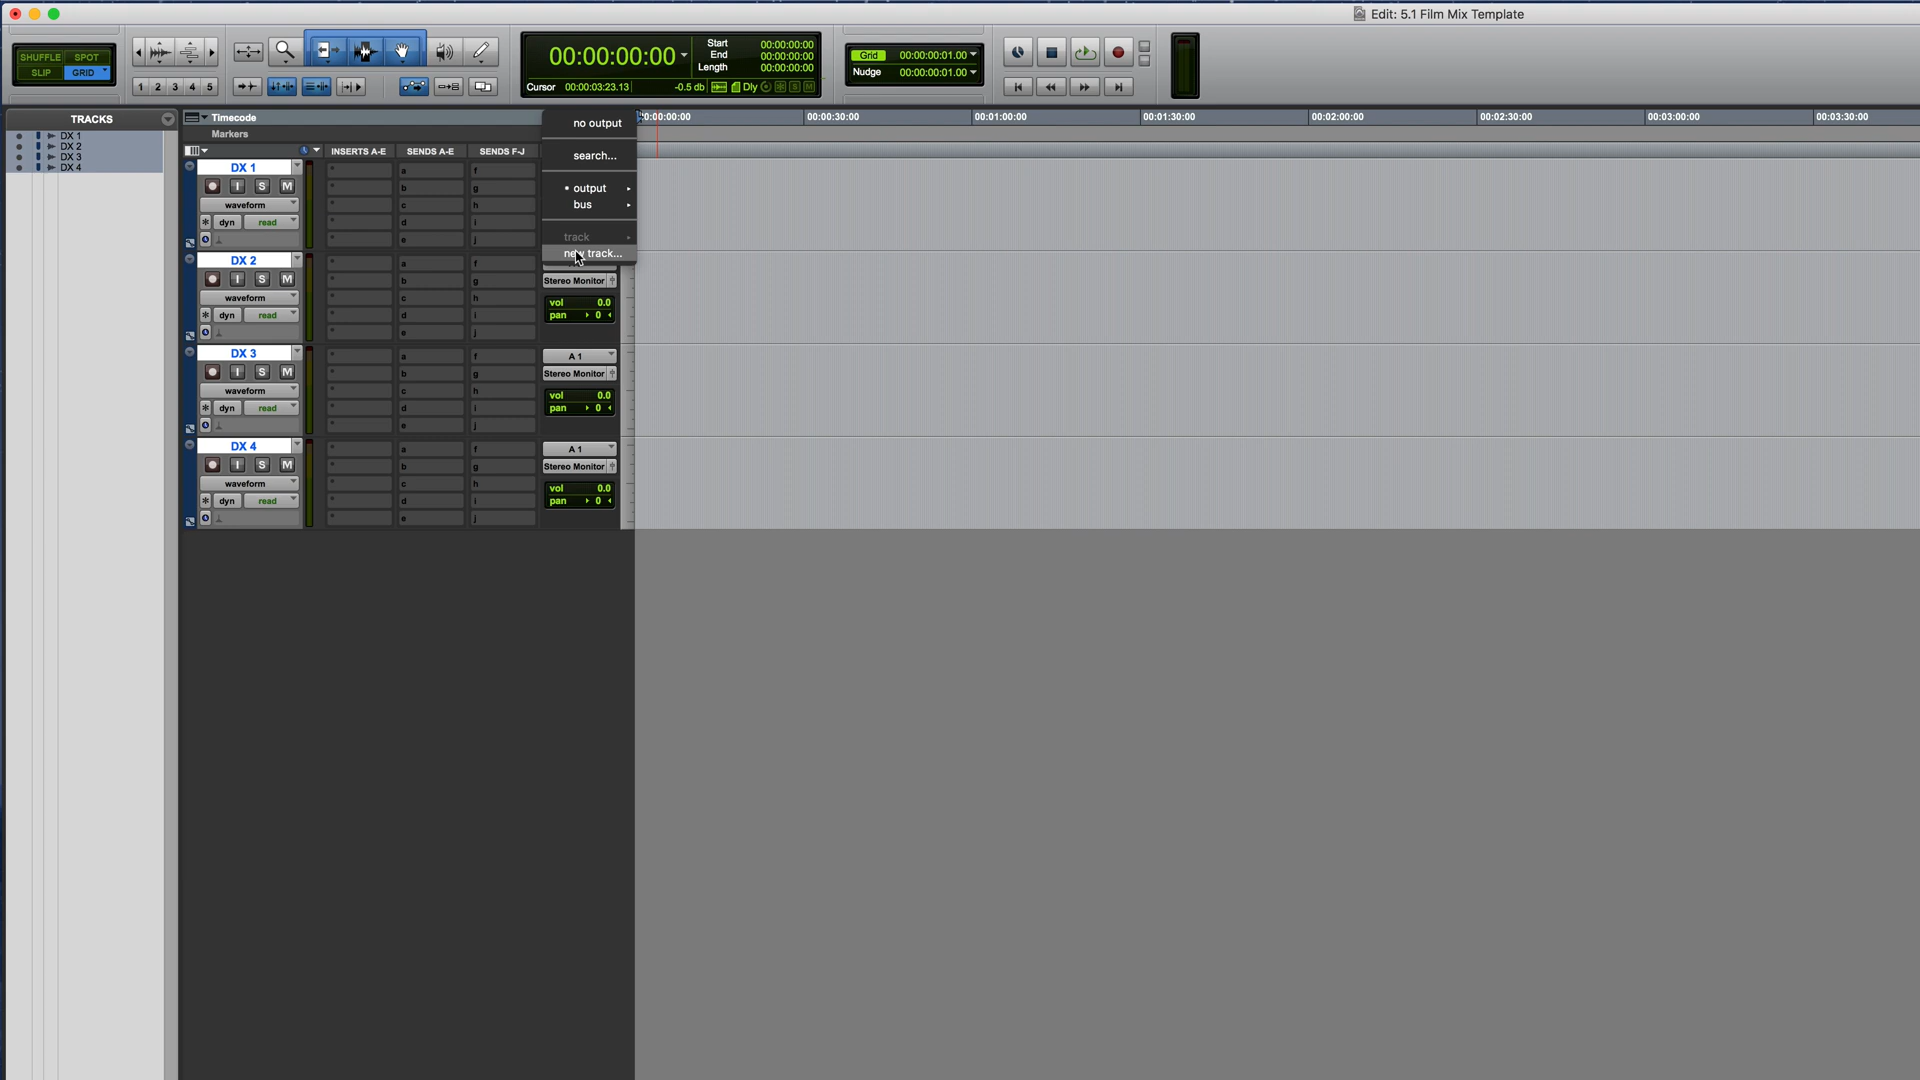 Edit: 5.1 Film Mix Template
SHUFFLE SPOT
SLIP GRID
1 2 3 4 5
00:00:00:00
Start 00:00:00:00
End 00:00:00:00
Length 00:00:00:00
Cursor 00:00:03:23.13 -0.5 db Dly S M
Grid 00:00:00:01.00
Nudge 00:00:00:01.00
TRACKS
DX 1
DX 2
DX 3
DX 4
Timecode
Markers
0:00:00:00 00:00:30:00 00:01:00:00 00:01:30:00 00:02:00:00 00:02:30:00 00:03:00:00 00:03:30:00
INSERTS A-E SENDS A-E SENDS F-J
no output
search...
output
bus
track
new track...
DX 1
I S M
waveform
dyn read
a f
b g
c h
d i
e j
DX 2
I S M
waveform
dyn read
a f
b g
c h
d i
e j
Stereo Monitor
vol 0.0
pan 0
DX 3
I S M
waveform
dyn read
a f
b g
c h
d i
e j
A 1
Stereo Monitor
vol 0.0
pan 0
DX 4
I S M
waveform
dyn read
a f
b g
c h
d i
e j
A 1
Stereo Monitor
vol 0.0
pan 0